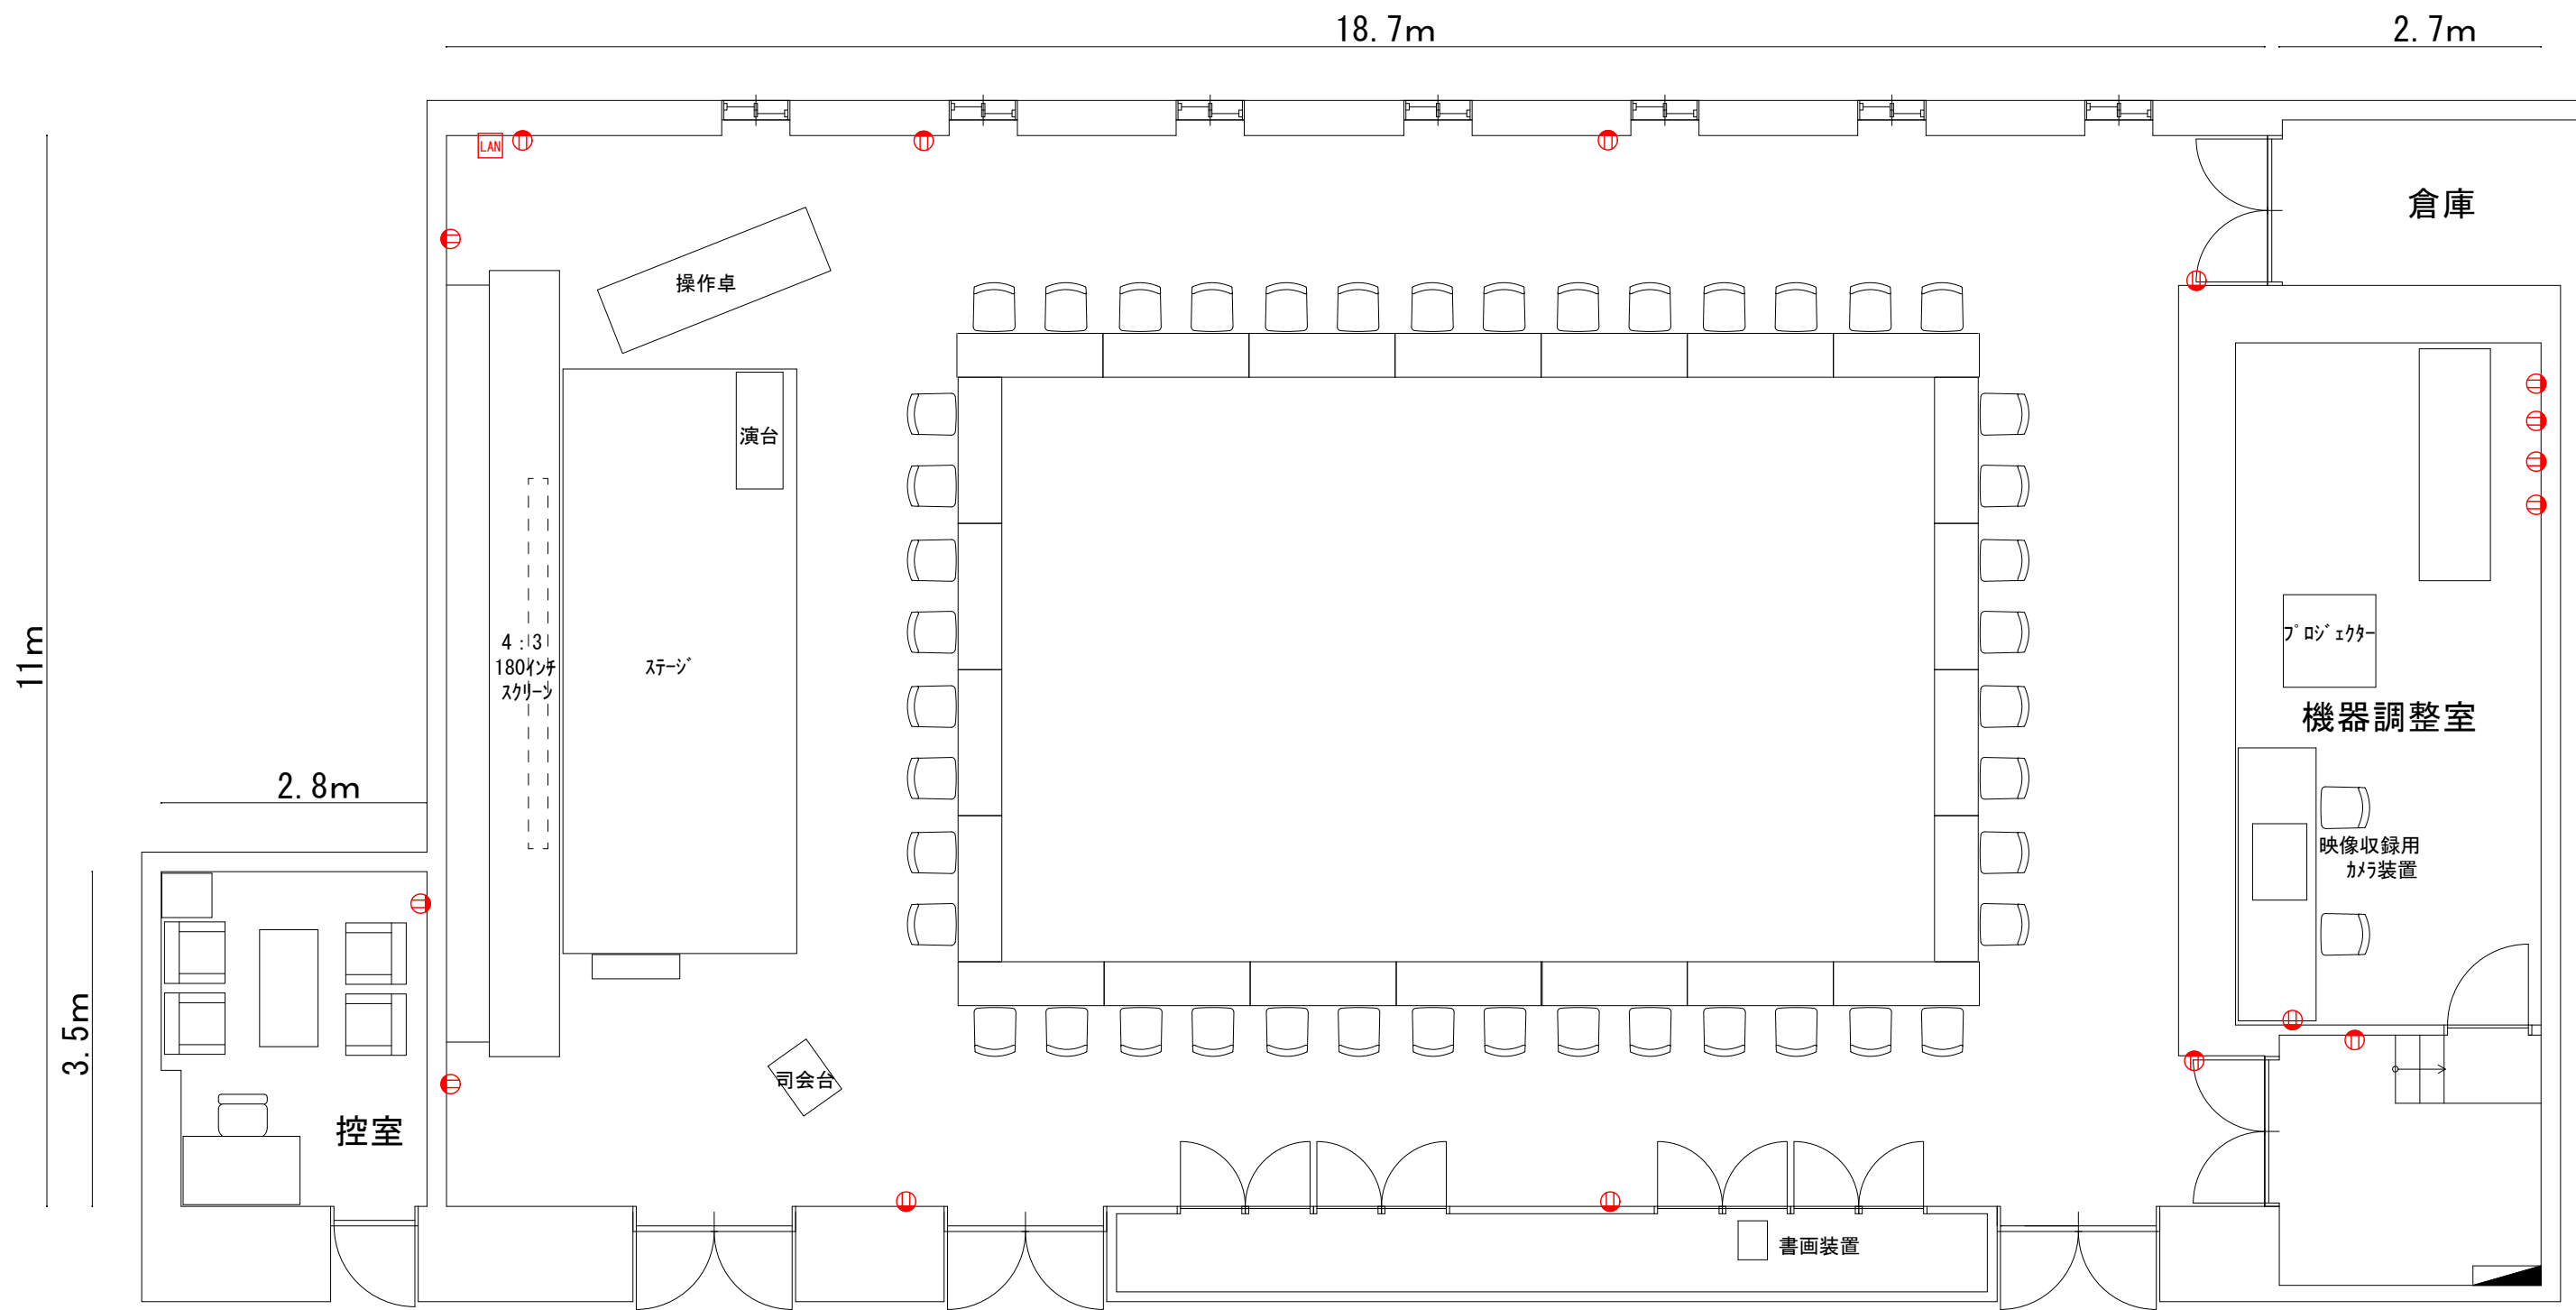 18.7m
2.7m
LAN
倉庫
操作卓
演台
11m
4:3
180ｲﾝﾁ
ｽｸﾘｰﾝ
ｽﾃｰｼﾞ
ﾌﾟﾛｼﾞｪｸﾀｰ
機器調整室
2.8m
映像収録用
ｶﾒﾗ装置
3.5m
司会台
控室
書画装置